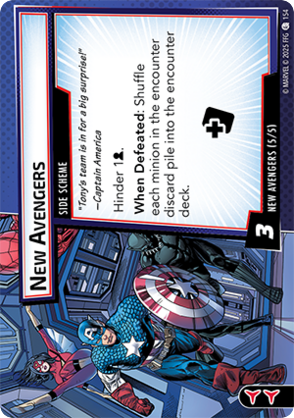 NEW AVENGERS
SIDE SCHEME
"Tony's team is in for a big surprise!"
—Captain America
Hinder 1.
When Defeated: Shuffle
each minion in the encounter
discard pile into the encounter
deck.
3
NEW AVENGERS (5/5)
© MARVEL © 2025 FFG 154